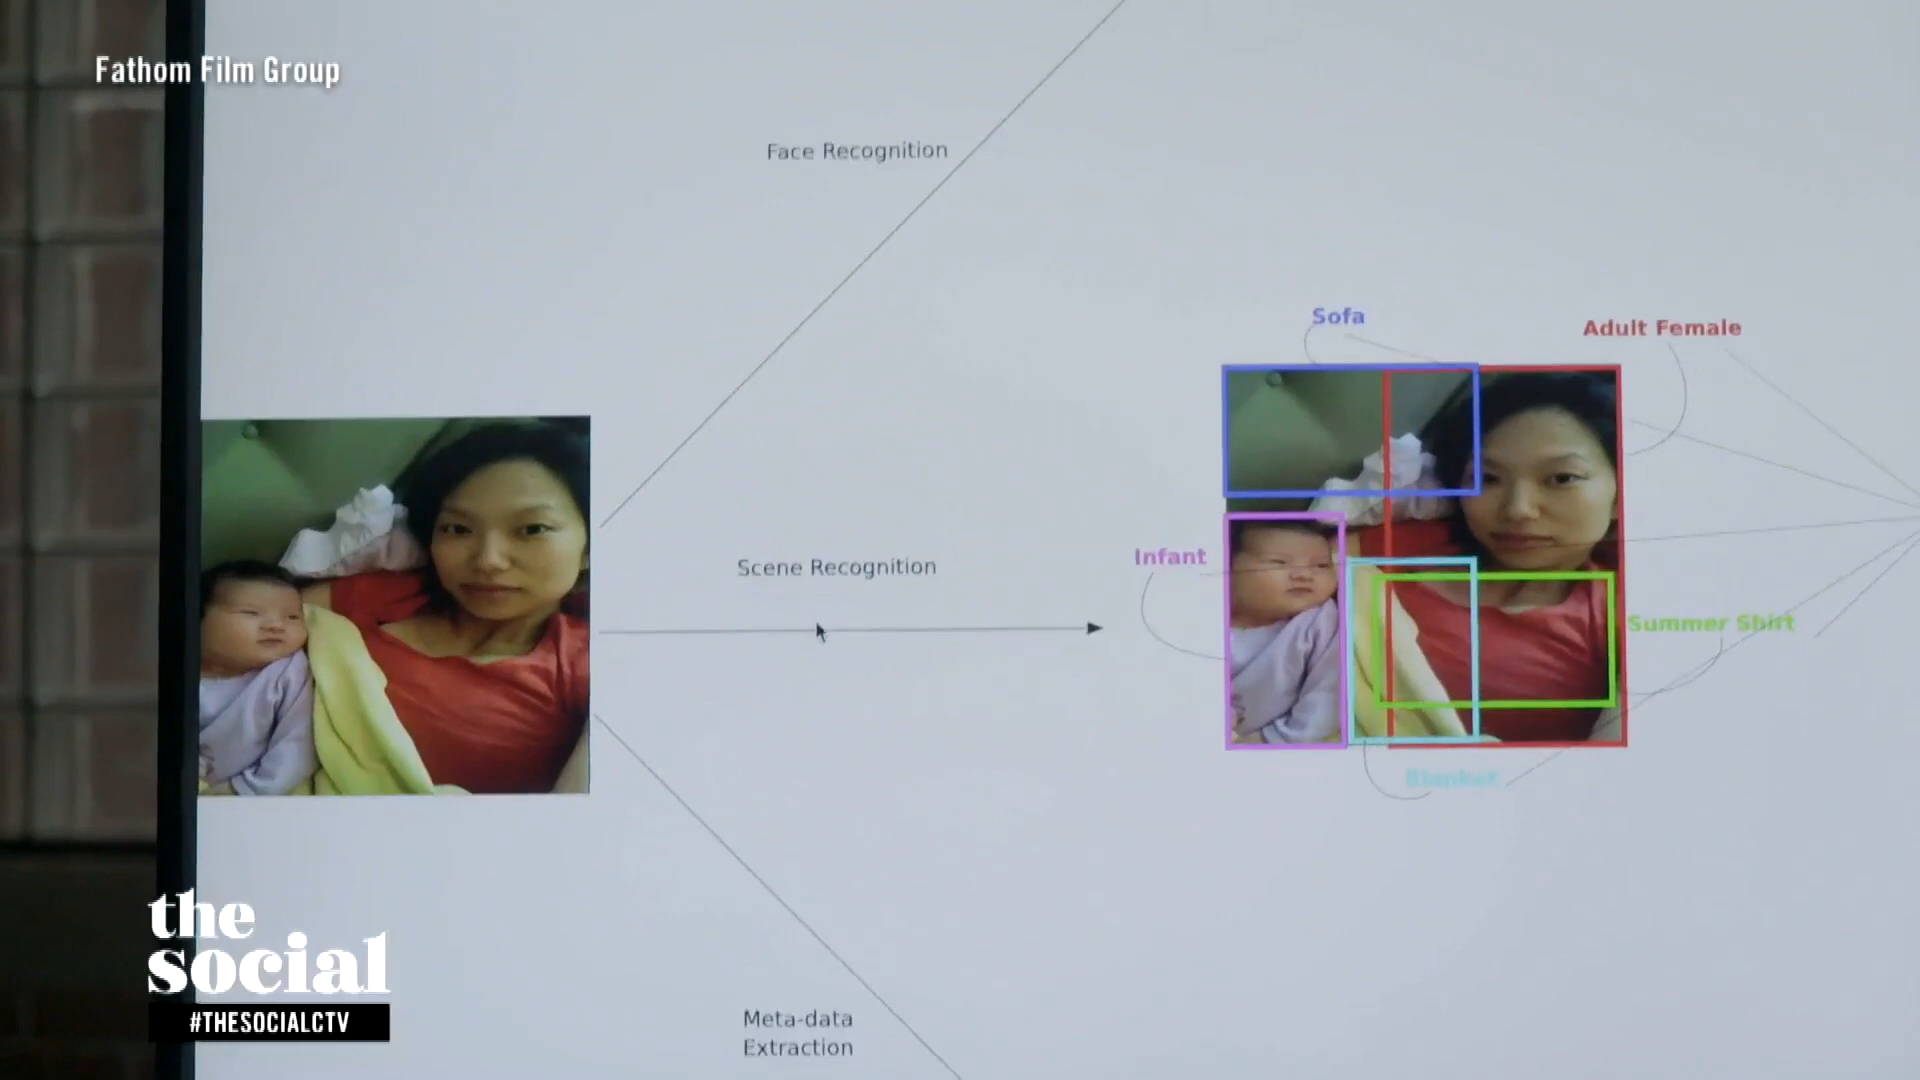 Fathom Film Group
Face Recognition
Sofa
Adult Female
Infant
Scene Recognition
Summer Shirt
Blanket
the
social
#THESOCIALCTV
Meta-data
Extraction